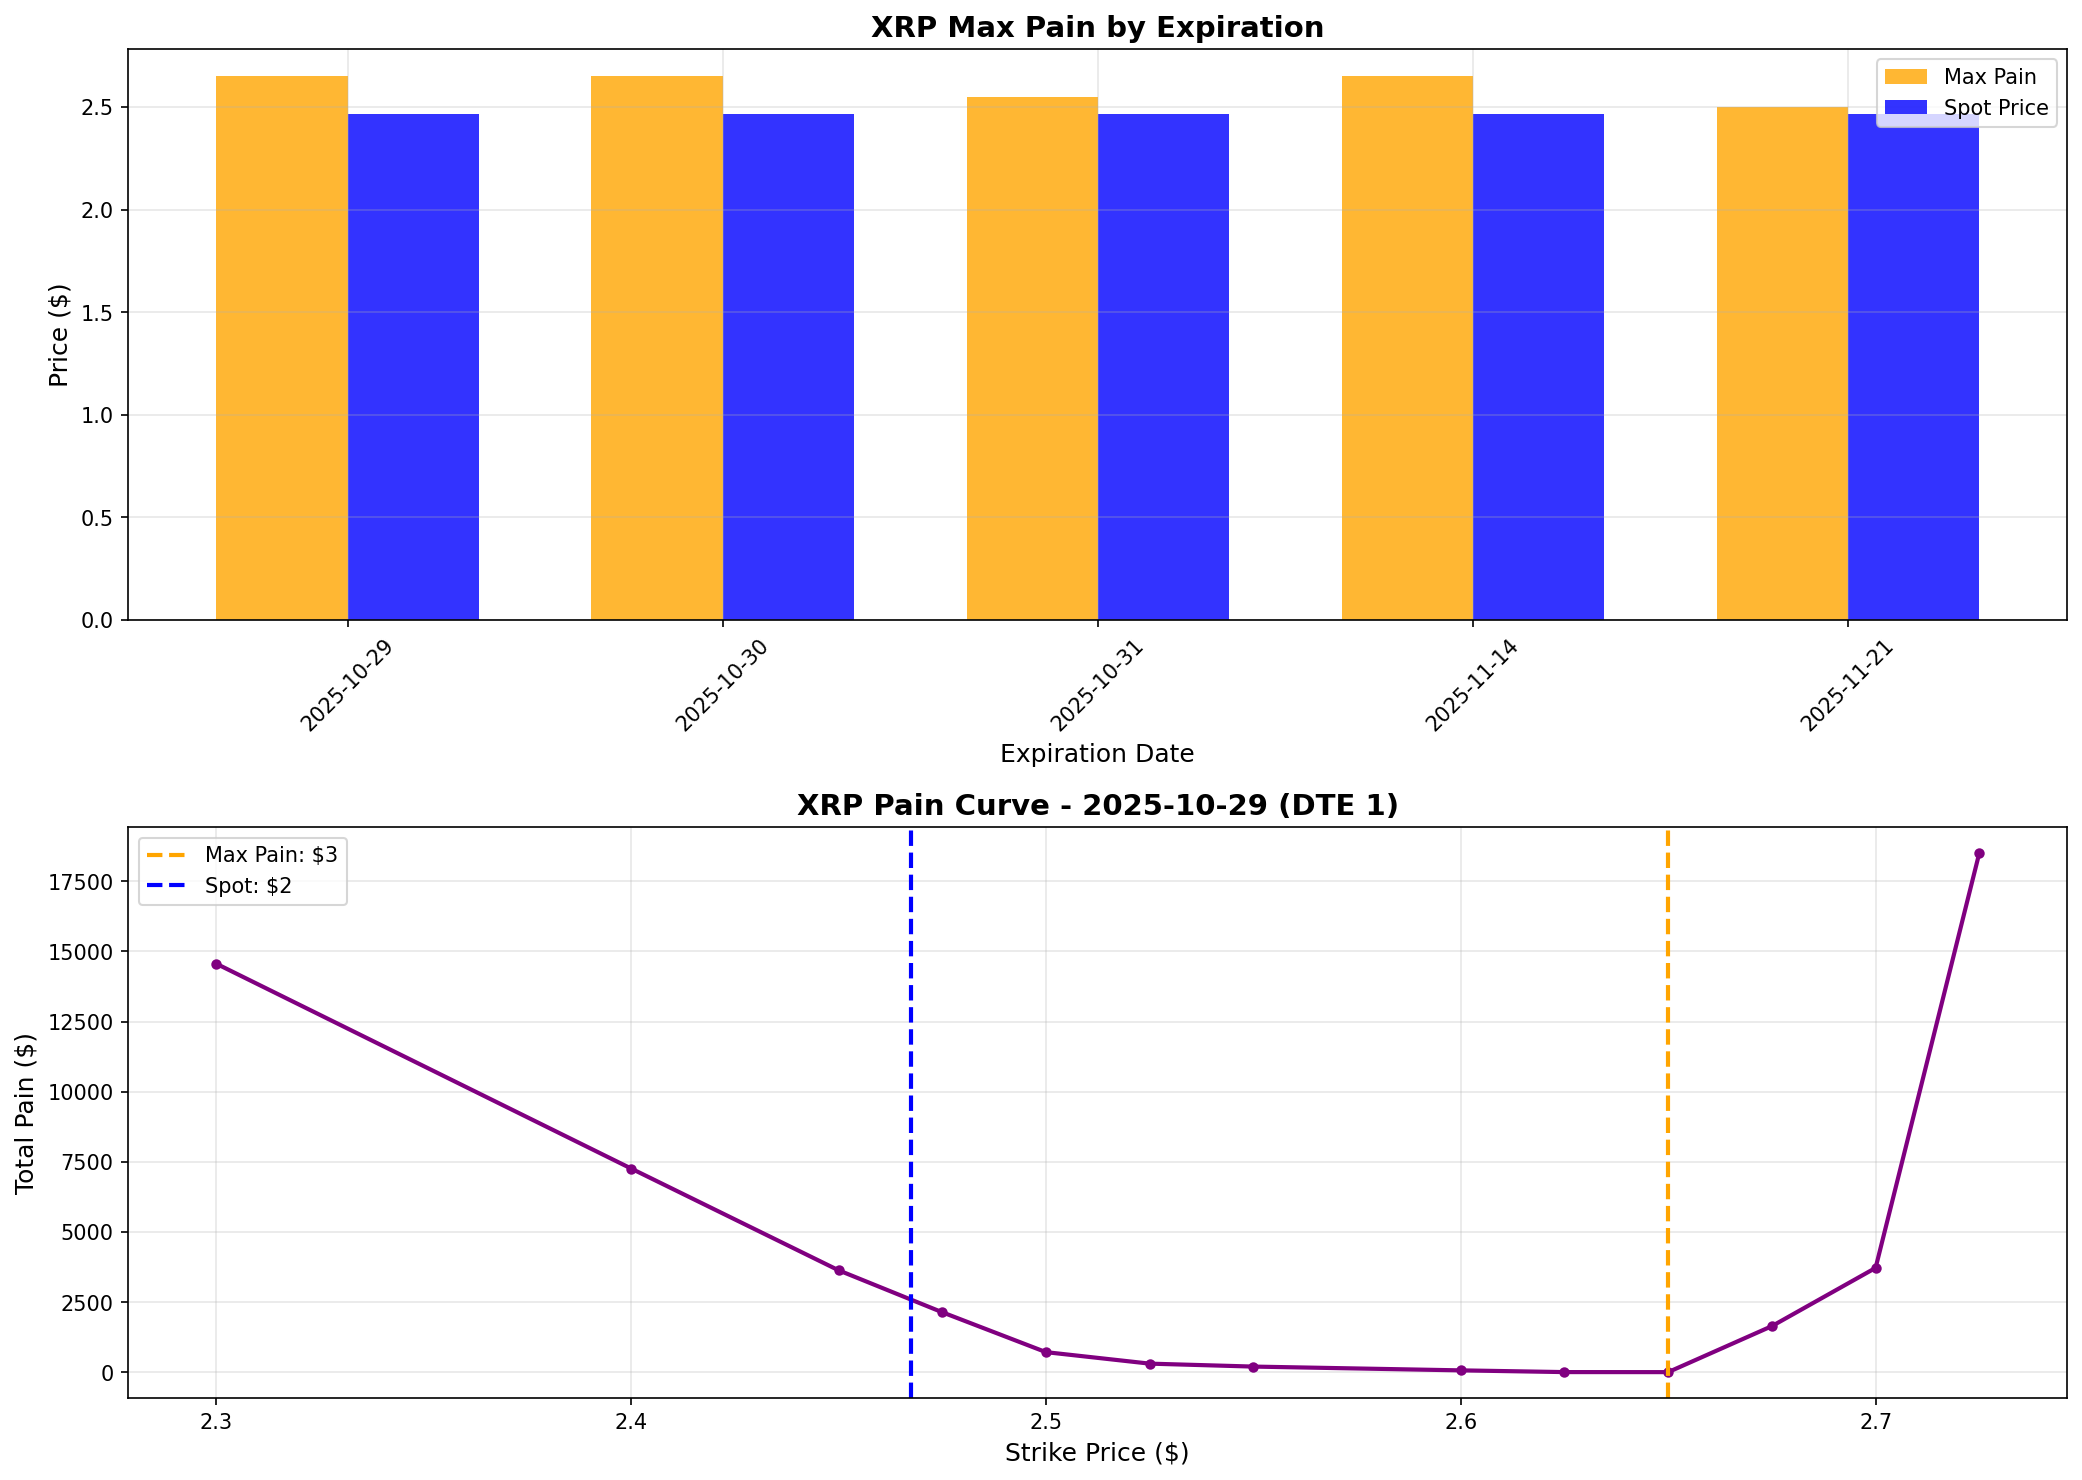 XRP Max Pain by Expiration
Max Pain
Spot Price
Price ($)
2.5
2.0
1.5
1.0
0.5
0.0
2025-10-29
2025-10-30
2025-10-31
2025-11-14
2025-11-21
Expiration Date
XRP Pain Curve - 2025-10-29 (DTE 1)
Max Pain: $3
Spot: $2
Total Pain ($)
17500
15000
12500
10000
7500
5000
2500
0
2.3
2.4
2.5
2.6
2.7
Strike Price ($)